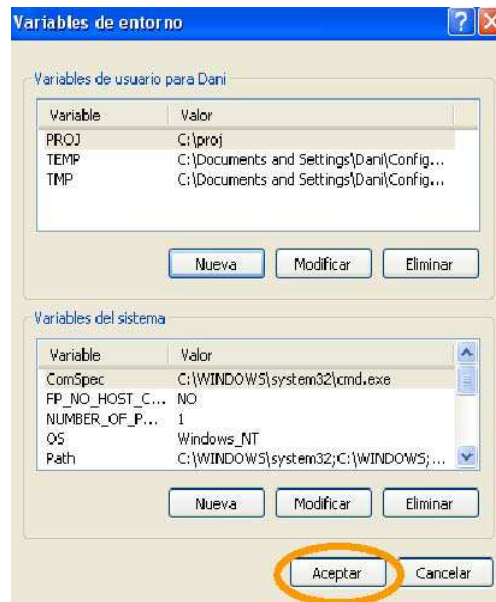 Variables de entorno
Variables de usuario para Dani
Variable Valor
PROJ C:\proj
TEMP C:\Documents and Settings\Dani\Config...
TMP C:\Documents and Settings\Dani\Config...
Nueva Modificar Eliminar
Variables del sistema
Variable Valor
ComSpec C:\WINDOWS\system32\cmd.exe
FP_NO_HOST_C... NO
NUMBER_OF_P... 1
OS Windows_NT
Path C:\WINDOWS\system32;C:\WINDOWS;...
Nueva Modificar Eliminar
Aceptar Cancelar